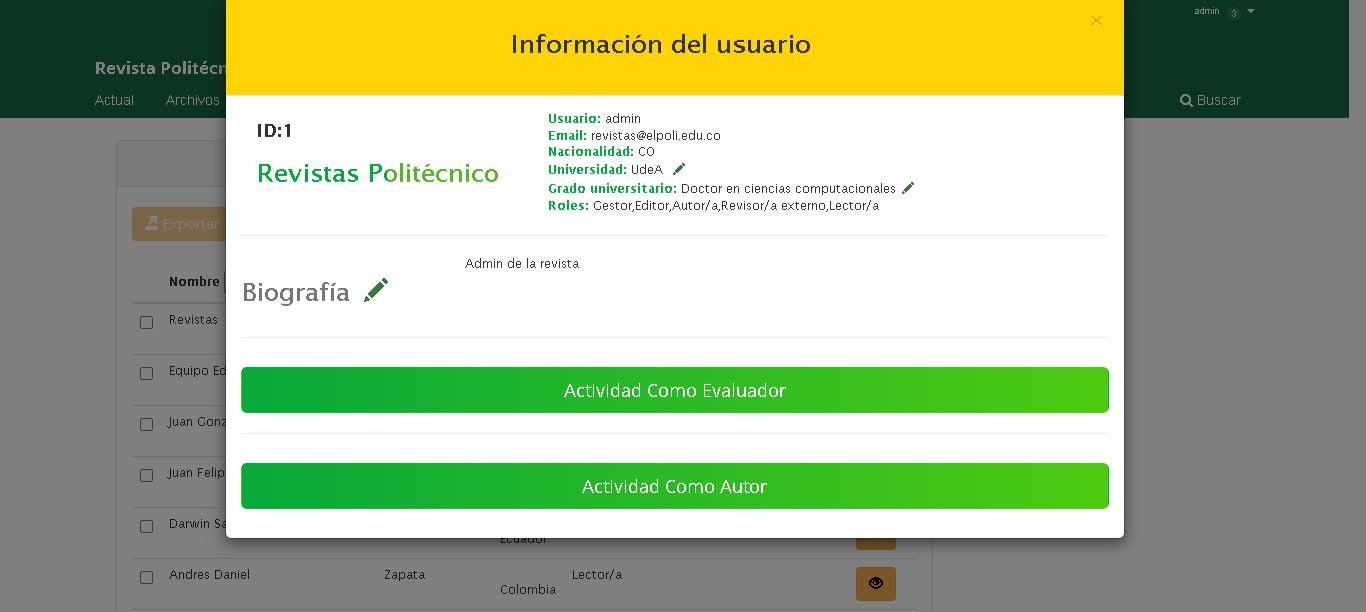 admin 3
×
Información del usuario
Revista Politécn
Actual Archivos
Buscar
ID:1
Revistas Politécnico
Usuario: admin
Email: revistas@elpoli.edu.co
Nacionalidad: CO
Universidad: UdeA
Grado universitario: Doctor en ciencias computacionales
Roles: Gestor,Editor,Autor/a,Revisor/a externo,Lector/a
Exportar
Admin de la revista
Biografía
Nombre
Revistas
Equipo Ed
Actividad Como Evaluador
Juan Gonz
Juan Felip
Actividad Como Autor
Darwin Sa
Ecuador
Andres Daniel Zapata Lector/a
Colombia